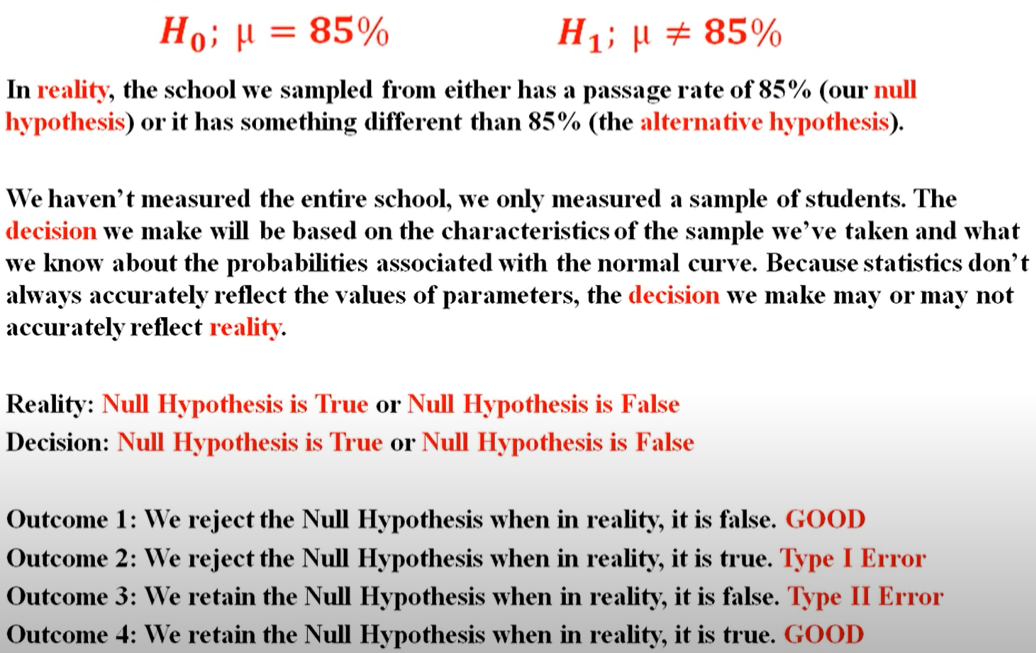 H₀; μ = 85% H₁; μ ≠ 85%
In reality, the school we sampled from either has a passage rate of 85% (our null
hypothesis) or it has something different than 85% (the alternative hypothesis).
We haven’t measured the entire school, we only measured a sample of students. The
decision we make will be based on the characteristics of the sample we’ve taken and what
we know about the probabilities associated with the normal curve. Because statistics don’t
always accurately reflect the values of parameters, the decision we make may or may not
accurately reflect reality.
Reality: Null Hypothesis is True or Null Hypothesis is False
Decision: Null Hypothesis is True or Null Hypothesis is False
Outcome 1: We reject the Null Hypothesis when in reality, it is false. GOOD
Outcome 2: We reject the Null Hypothesis when in reality, it is true. Type I Error
Outcome 3: We retain the Null Hypothesis when in reality, it is false. Type II Error
Outcome 4: We retain the Null Hypothesis when in reality, it is true. GOOD